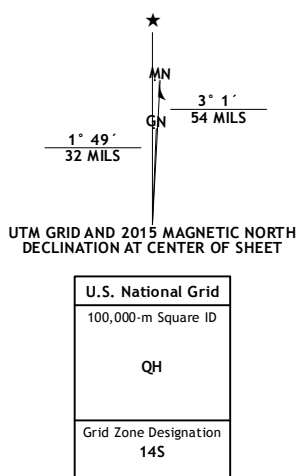 ★
MN
GN
3° 1´
54 MILS
1° 49´
32 MILS
UTM GRID AND 2015 MAGNETIC NORTH
DECLINATION AT CENTER OF SHEET
U.S. National Grid
100,000-m Square ID
QH
Grid Zone Designation
14S